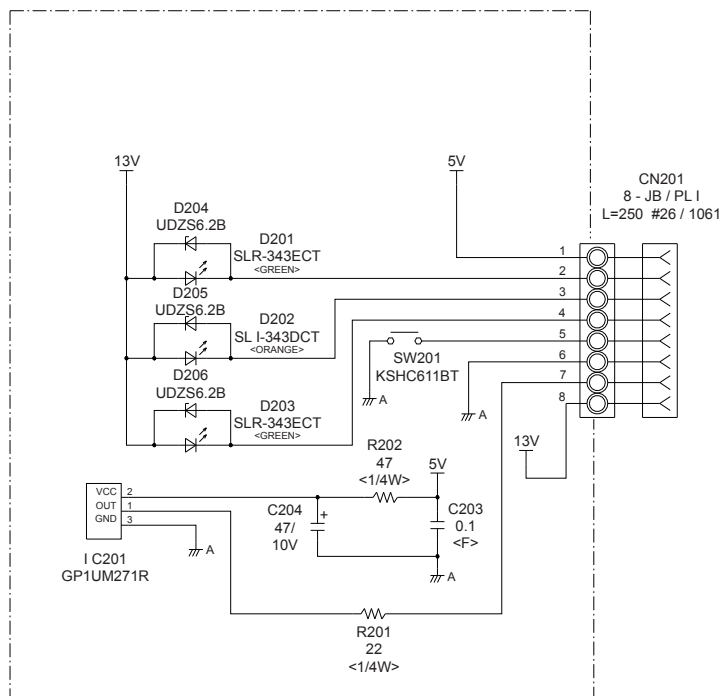 13V
5V
CN201
8 - JB / PL I
L=250 #26 / 1061
D204
UDZS6.2B
D201
SLR-343ECT
<GREEN>
1
2
3
4
5
6
7
8
D205
UDZS6.2B
D202
SL I-343DCT
<ORANGE>
SW201
KSHC611BT
A
A
D206
UDZS6.2B
D203
SLR-343ECT
<GREEN>
13V
R202
47
<1/4W>
5V
VCC 2
OUT 1
GND 3
A
I C201
GP1UM271R
C204
47/
10V
+
C203
0.1
<F>
A
R201
22
<1/4W>